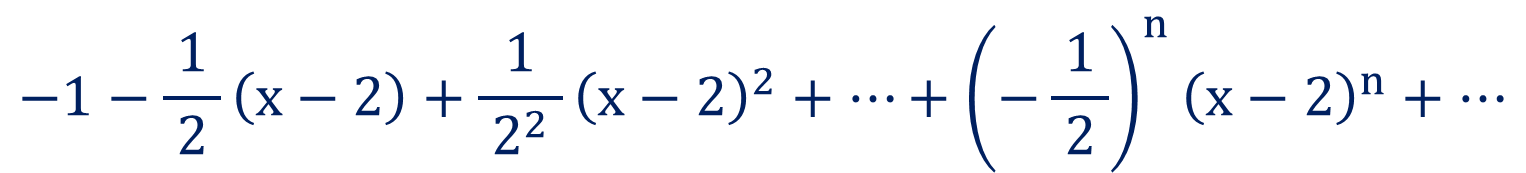 −1 − 1/2 (x − 2) + 1/2² (x − 2)² + ⋯ + (−1/2)ⁿ (x − 2)ⁿ + ⋯